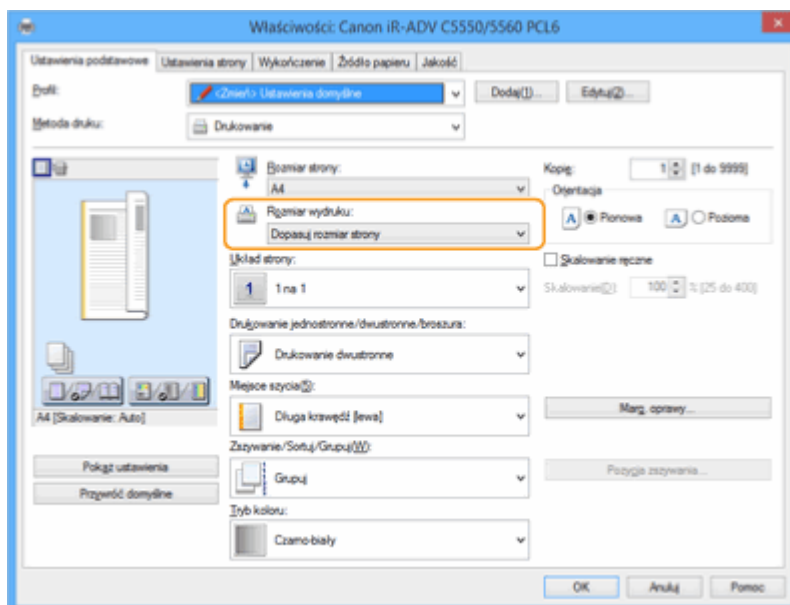 Właściwości: Canon iR-ADV C5550/5560 PCL6
Ustawienia podstawowe Ustawienia strony Wykończenie Źródło papieru Jakość
Profil: <Zmień> Ustawienia domyślne Dodaj(1)... Edytuj(2)...
Metoda druku: Drukowanie
Rozmiar strony: Kopie: 1 [1 do 9999]
A4 Orientacja
Rozmiar wydruku: A Pionowa A Pozioma
Dopasuj rozmiar strony
Układ strony: Skalowanie ręczne
1 1 na 1 Skalowanie(D): 100 % [25 do 400]
Drukowanie jednostronne/dwustronne/broszura:
Drukowanie dwustronne
Miejsce szycia(S):
A4 [Skalowanie: Auto] Długa krawędź [lewa] Marg. oprawy...
Zszywanie/Sortuj/Grupuj(W):
Pokaż ustawienia Grupuj Pozycja zszywania...
Przywróć domyślne
Tryb koloru:
Czarno-biały
OK Anuluj Pomoc